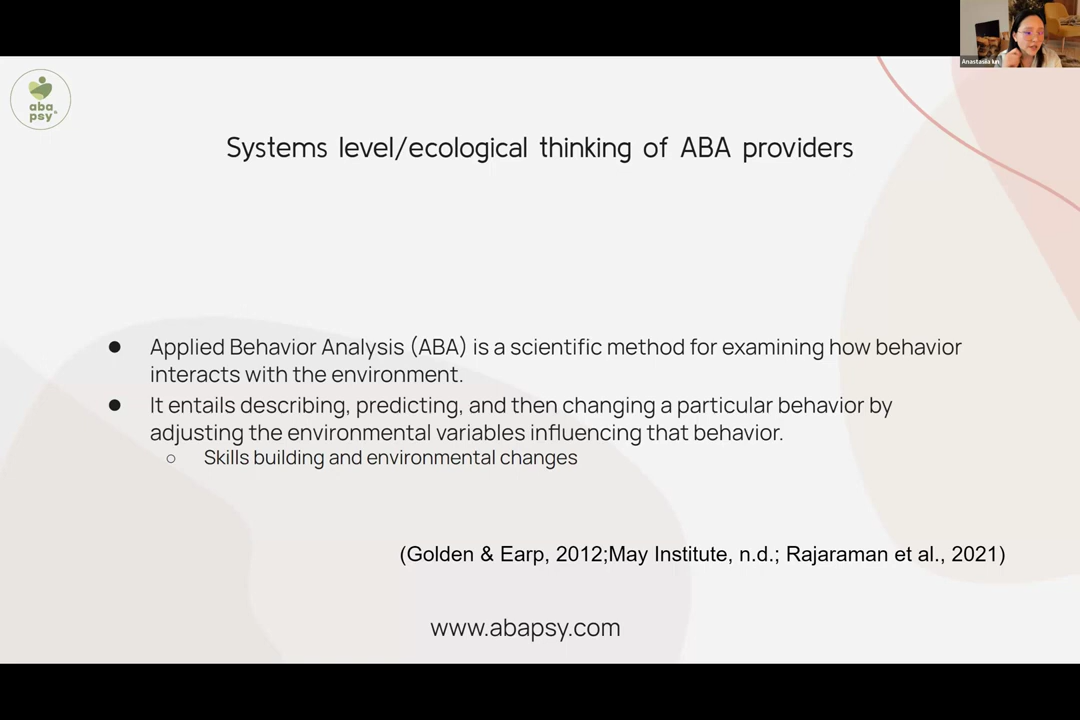 Anastasiia
aba
psy
Systems level/ecological thinking of ABA providers
● Applied Behavior Analysis (ABA) is a scientific method for examining how behavior
interacts with the environment.
● It entails describing, predicting, and then changing a particular behavior by
adjusting the environmental variables influencing that behavior.
○ Skills building and environmental changes
(Golden & Earp, 2012;May Institute, n.d.; Rajaraman et al., 2021)
www.abapsy.com